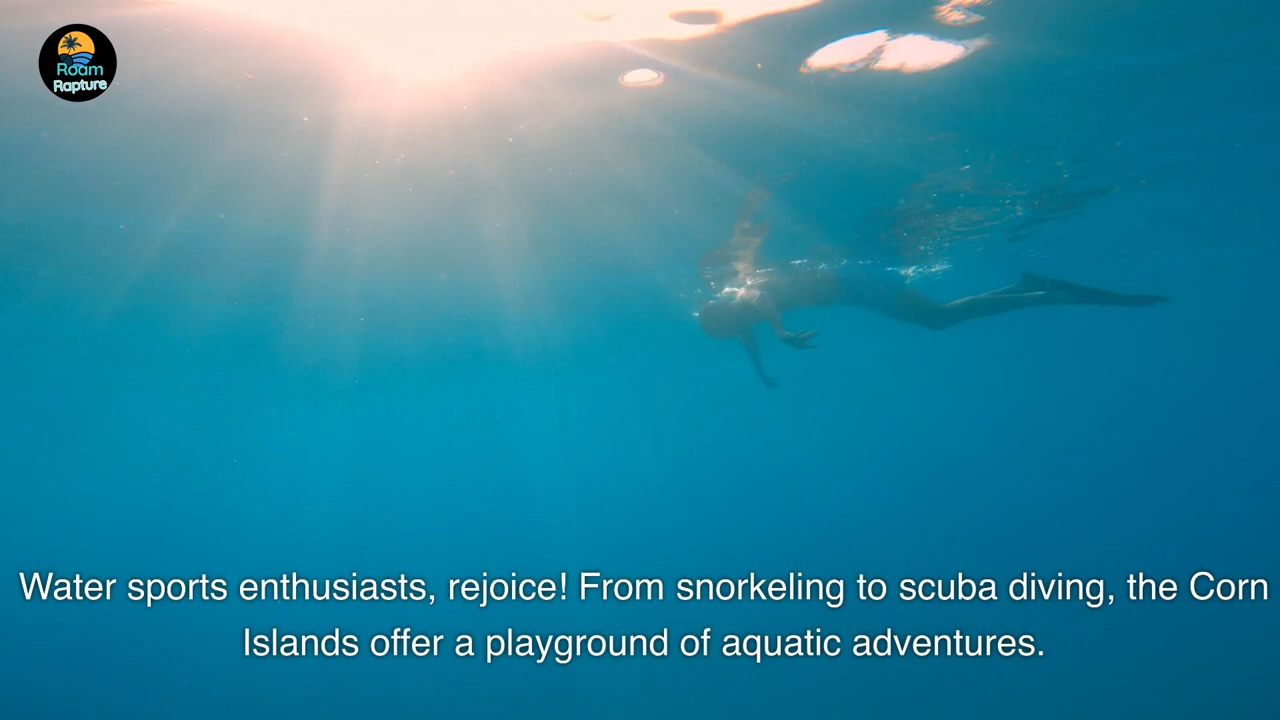 Roam
Rapture
Water sports enthusiasts, rejoice! From snorkeling to scuba diving, the Corn
Islands offer a playground of aquatic adventures.